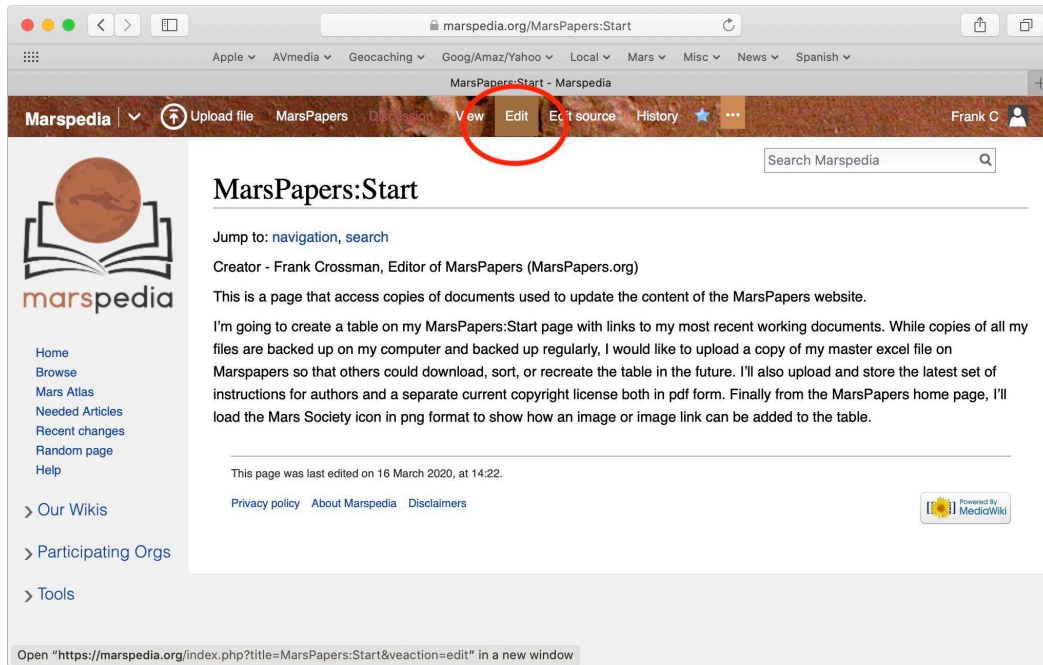 marspedia.org/MarsPapers:Start
Apple AVmedia Geocaching Goog/Amaz/Yahoo Local Mars Misc News Spanish
MarsPapers:Start - Marspedia
Marspedia Upload file MarsPapers Discussion View Edit Edit source History ... Frank C
Search Marspedia
marspedia
Home
Browse
Mars Atlas
Needed Articles
Recent changes
Random page
Help
Our Wikis
Participating Orgs
Tools
MarsPapers:Start
Jump to: navigation, search
Creator - Frank Crossman, Editor of MarsPapers (MarsPapers.org)
This is a page that access copies of documents used to update the content of the MarsPapers website.
I'm going to create a table on my MarsPapers:Start page with links to my most recent working documents. While copies of all my
files are backed up on my computer and backed up regularly, I would like to upload a copy of my master excel file on
Marspapers so that others could download, sort, or recreate the table in the future. I'll also upload and store the latest set of
instructions for authors and a separate current copyright license both in pdf form. Finally from the MarsPapers home page, I'll
load the Mars Society icon in png format to show how an image or image link can be added to the table.
This page was last edited on 16 March 2020, at 14:22.
Privacy policy About Marspedia Disclaimers
Powered By
MediaWiki
Open "https://marspedia.org/index.php?title=MarsPapers:Start&veaction=edit" in a new window